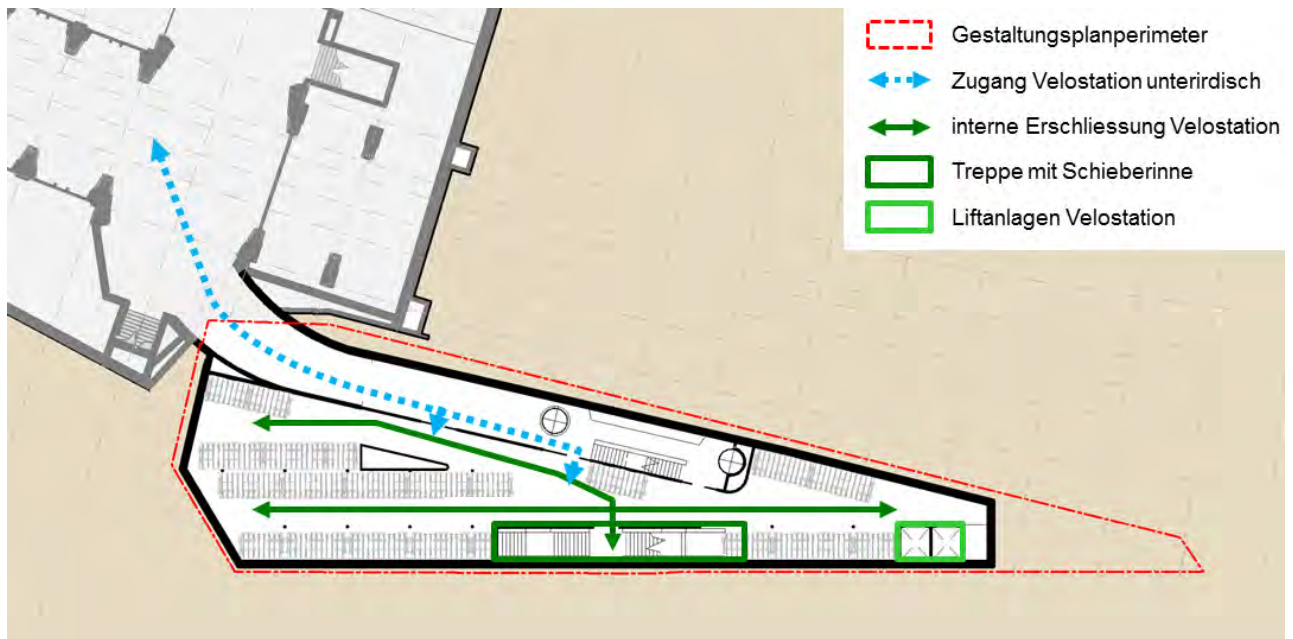 Gestaltungsplanperimeter
Zugang Velostation unterirdisch
interne Erschliessung Velostation
Treppe mit Schieberinne
Liftanlagen Velostation